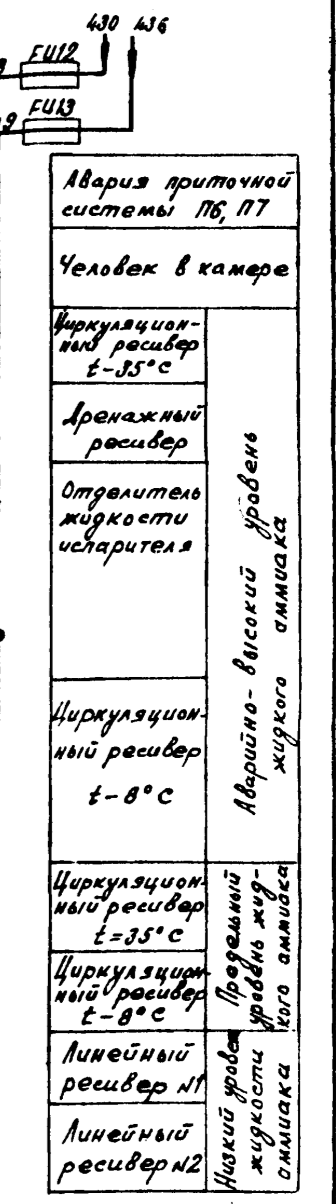 430 436
FU12
FU13
9
Авария приточной
системы П6, П7
Человек в камере
Циркуляцион-
ный ресивер
t-35°C
Дренажный
ресивер
Отделитель
жидкости
испарителя
Циркуляцион-
ный ресивер
t-8°C
Аварийно-высокий уровень
жидкого аммиака
Циркуляцион-
ный ресивер
t=35°C
Циркуляцион-
ный ресивер
t-8°C
Предельный
уровень жид-
кого аммиака
Линейный
ресивер №1
Линейный
ресивер №2
Низкий уровен
жидкости
аммиака